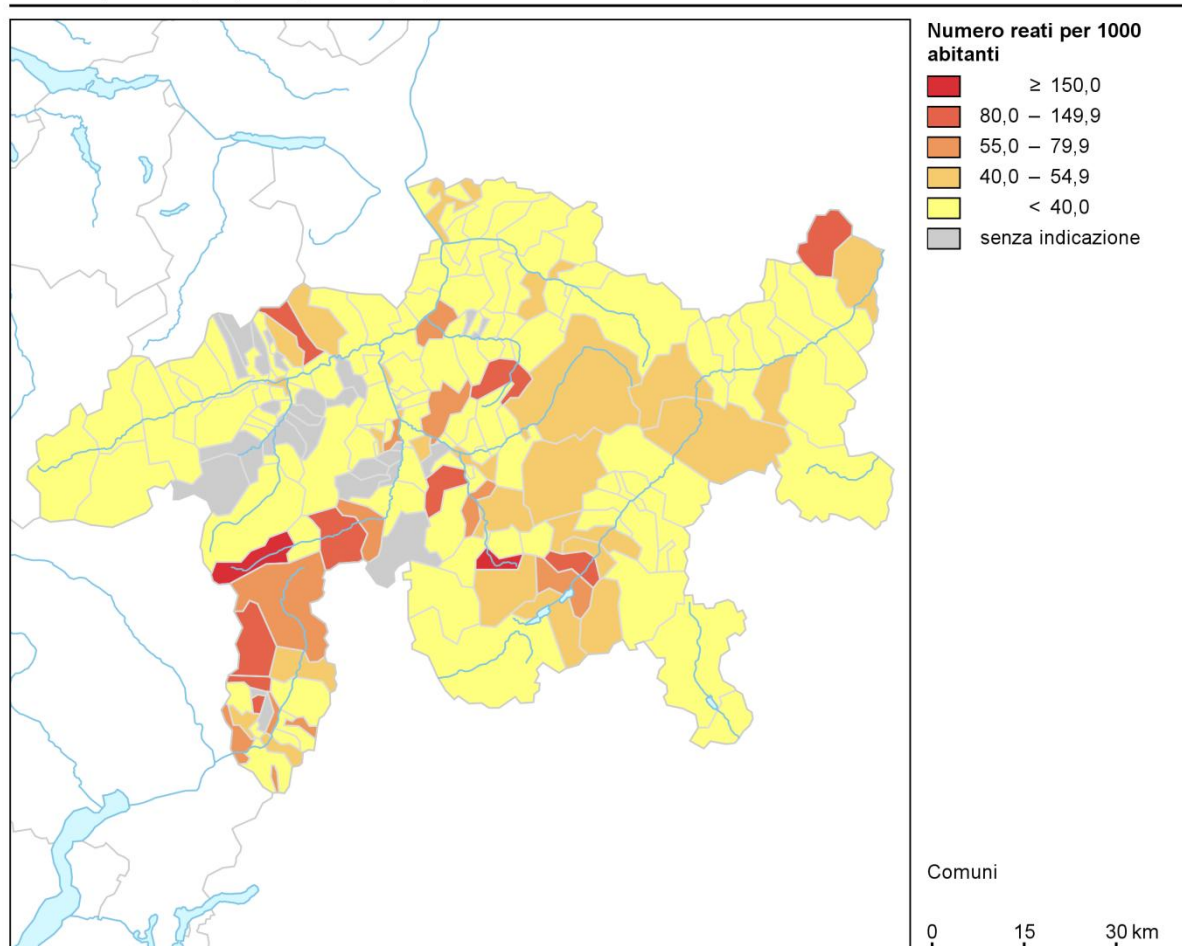 Numero reati per 1000
abitanti
≥ 150,0
80,0 – 149,9
55,0 – 79,9
40,0 – 54,9
< 40,0
senza indicazione
Comuni
0 15 30 km